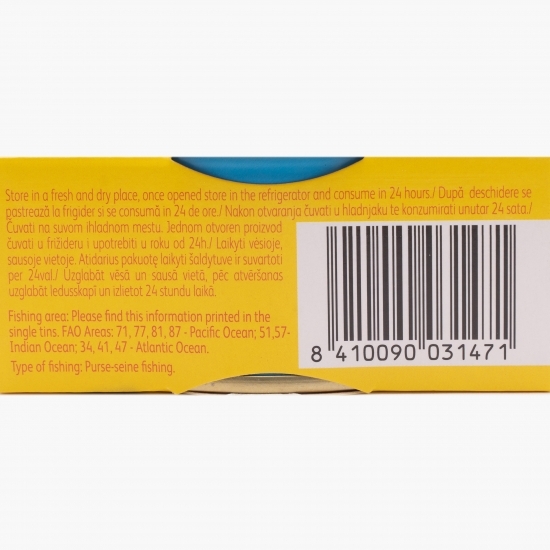 Store in a fresh and dry place, once opened store in the refrigerator and consume in 24 hours./ După deschidere se
pastrează la frigider si se consumă in 24 de ore./ Nakon otvaranja čuvati u hladnjaku te konzumirati unutar 24 sata./
Čuvati na suvom ihladnom mestu. Jednom otvoren proizvod
čuvati u frižideru i upotrebiti u roku od 24h./ Laikyti vėsioje,
sausoje vietoje. Atidarius pakuotę laikyti šaldytuve ir suvartoti
per 24val./ Uzglabāt vēsā un sausā vietā, pēc atvēršanas
uzglabāt ledusskapī un izlietot 24 stundu laikā.
Fishing area: Please find this information printed in the
single tins. FAO Areas: 71, 77, 81, 87 - Pacific Ocean; 51,57-
Indian Ocean; 34, 41, 47 - Atlantic Ocean.
Type of fishing: Purse-seine fishing.
8 410090 031471